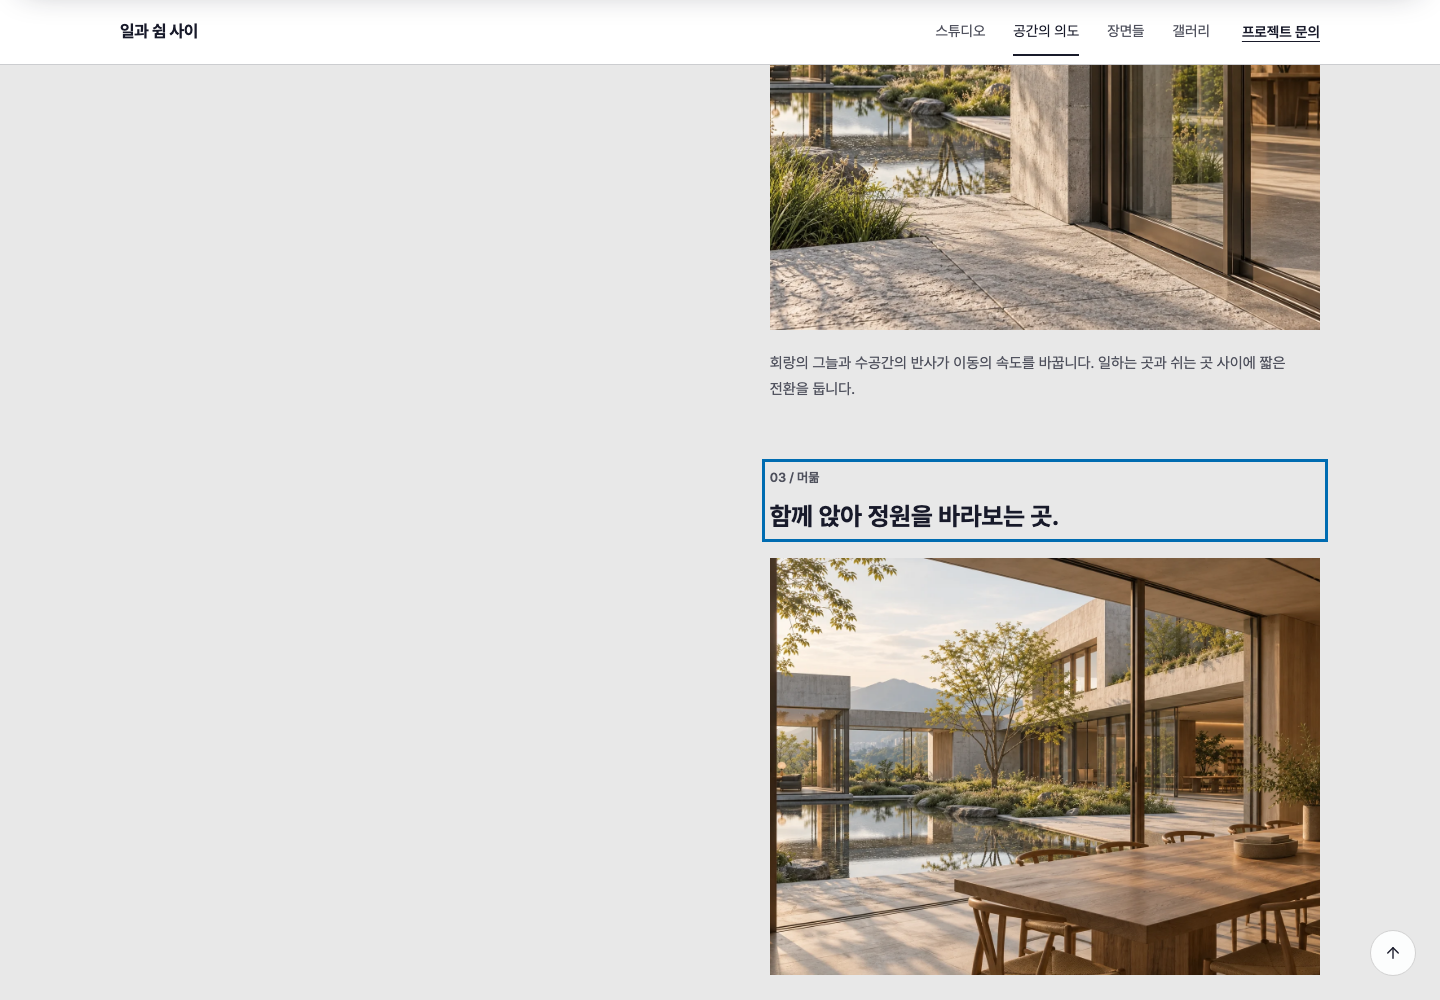 일과 쉼 사이
스튜디오
공간의 의도
장면들
갤러리
프로젝트 문의
회랑의 그늘과 수공간의 반사가 이동의 속도를 바꿉니다. 일하는 곳과 쉬는 곳 사이에 짧은
전환을 둡니다.
03 / 머묾
함께 앉아 정원을 바라보는 곳.